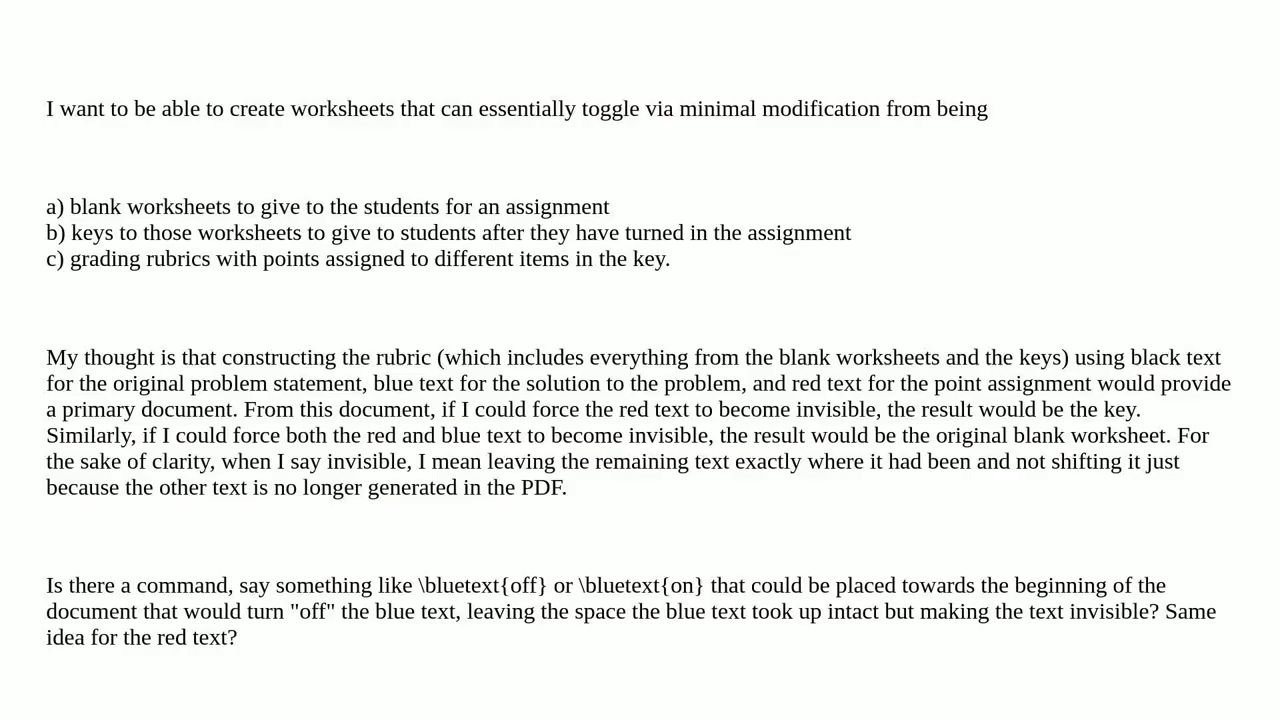 I want to be able to create worksheets that can essentially toggle via minimal modification from being
a) blank worksheets to give to the students for an assignment
b) keys to those worksheets to give to students after they have turned in the assignment
c) grading rubrics with points assigned to different items in the key.
My thought is that constructing the rubric (which includes everything from the blank worksheets and the keys) using black text
for the original problem statement, blue text for the solution to the problem, and red text for the point assignment would provide
a primary document. From this document, if I could force the red text to become invisible, the result would be the key.
Similarly, if I could force both the red and blue text to become invisible, the result would be the original blank worksheet. For
the sake of clarity, when I say invisible, I mean leaving the remaining text exactly where it had been and not shifting it just
because the other text is no longer generated in the PDF.
Is there a command, say something like \bluetext{off} or \bluetext{on} that could be placed towards the beginning of the
document that would turn "off" the blue text, leaving the space the blue text took up intact but making the text invisible? Same
idea for the red text?